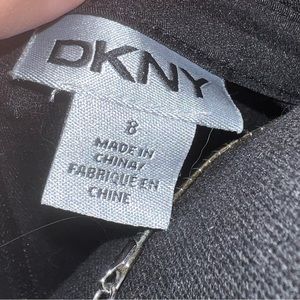 DKNY
8
MADE IN
CHINA/
FABRIQUÉ EN
CHINE